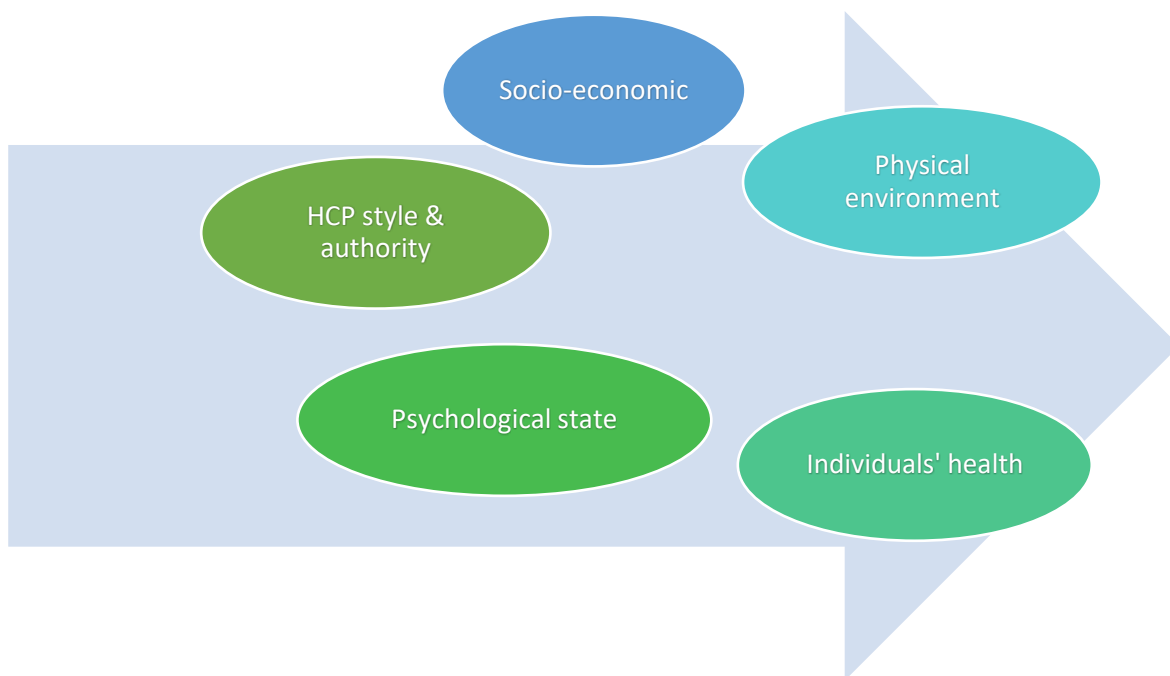 Socio-economic
Physical
environment
HCP style &
authority
Psychological state
Individuals' health